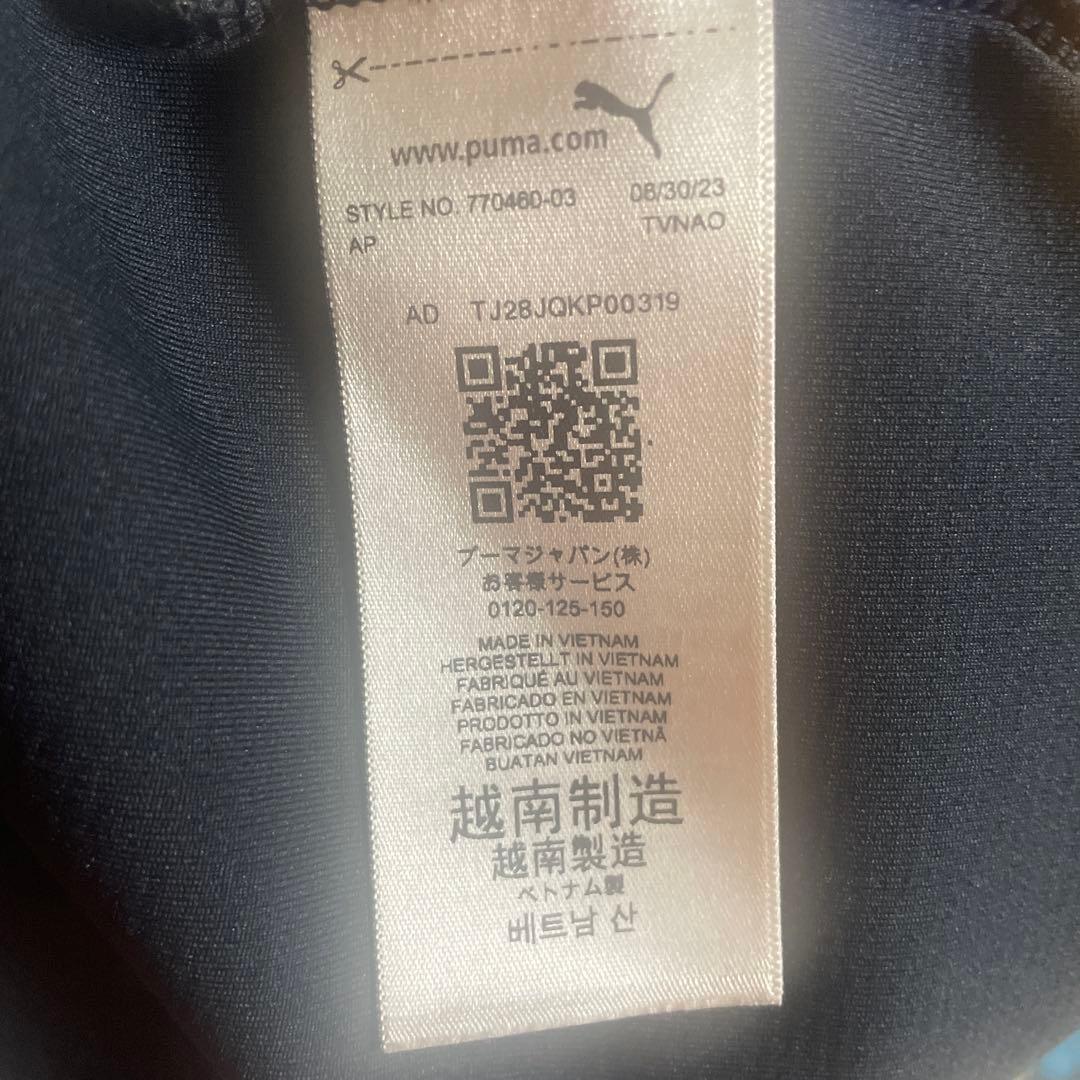 www.puma.com
STYLE NO. 770460-03 08/30/23
AP TVNAO
AD TJ28JQKP00319
プーマジャパン(株)
お客様サービス
0120-125-150
MADE IN VIETNAM
HERGESTELLT IN VIETNAM
FABRIQUÉ AU VIETNAM
FABRICADO EN VIETNAM
PRODOTTO IN VIETNAM
FABRICADO NO VIETNÃ
BUATAN VIETNAM
越南制造
越南製造
ベトナム製
베트남 산